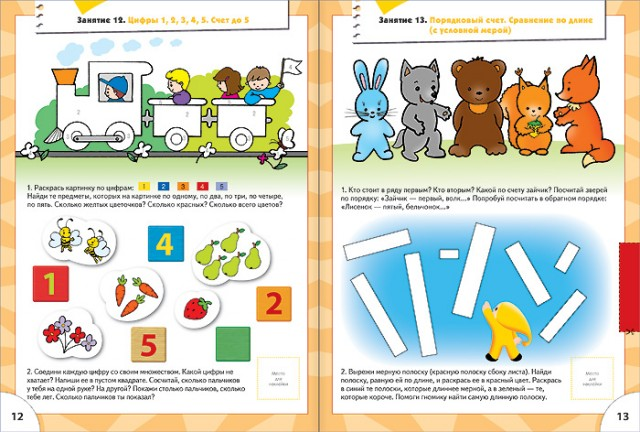 Занятие 12. Цифры 1, 2, 3, 4, 5. Счет до 5
1. Раскрась картинку по цифрам: 1 2 3 4 5
Найди те предметы, которых на картинке по одному, по два, по три, по четыре,
по пять. Сколько желтых цветочков? Сколько красных? Сколько всего цветов?
4
1
2
5
2. Соедини каждую цифру со своим множеством. Какой цифры не
хватает? Напиши ее в пустом квадрате. Сосчитай, сколько пальчиков
у тебя на одной руке? На другой? Покажи столько пальчиков, сколько
тебе лет. Сколько пальчиков ты показал?
Место
для
наклейки
12
Занятие 13. Порядковый счет. Сравнение по длине
(с условной мерой)
1. Кто стоит в ряду первым? Кто вторым? Какой по счету зайчик? Посчитай зверей
по порядку: «Зайчик — первый, волк...» Попробуй посчитать в обратном порядке:
«Лисенок — пятый, бельчонок...»
2. Вырежи мерную полоску (красную полоску сбоку листа). Найди
полоску, равную ей по длине, и раскрась ее в красный цвет. Раскрась
в синий те полоски, которые длиннее мерной, а в зеленый — те,
которые короче. Помоги гномику найти самую длинную полоску.
Место
для
наклейки
13